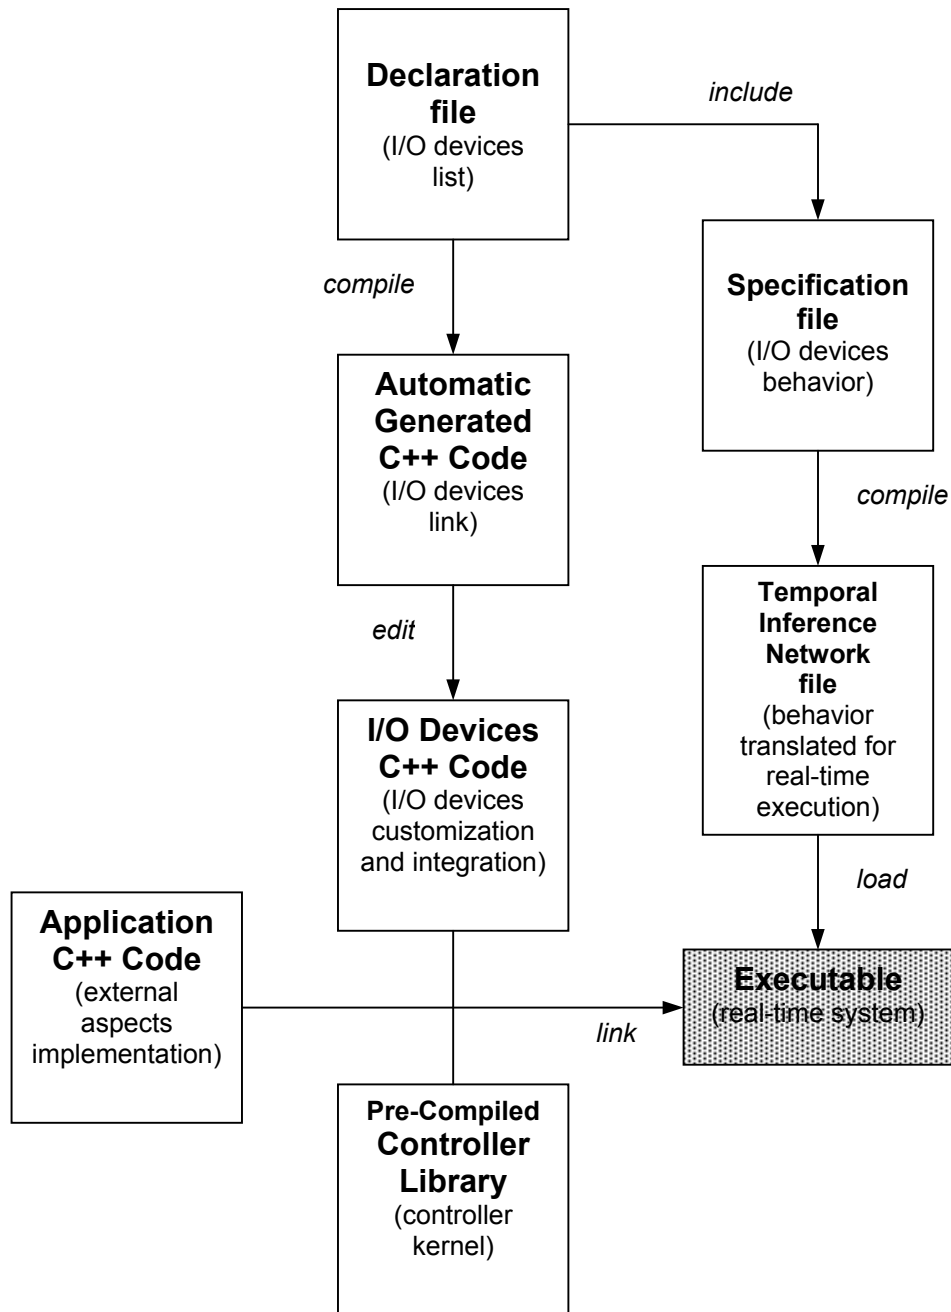 Declaration
file
(I/O devices
list)
include
compile
Specification
file
(I/O devices
behavior)
Automatic
Generated
C++ Code
(I/O devices
link)
compile
edit
Temporal
Inference
Network
file
(behavior
translated for
real-time
execution)
I/O Devices
C++ Code
(I/O devices
customization
and integration)
load
Application
C++ Code
(external
aspects
implementation)
Executable
(real-time system)
link
Pre-Compiled
Controller
Library
(controller
kernel)